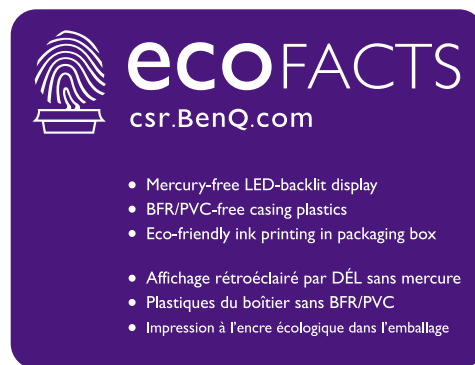 ecoFACTS
csr.BenQ.com
• Mercury-free LED-backlit display
• BFR/PVC-free casing plastics
• Eco-friendly ink printing in packaging box
• Affichage rétroéclairé par DÉL sans mercure
• Plastiques du boîtier sans BFR/PVC
• Impression à l'encre écologique dans l'emballage